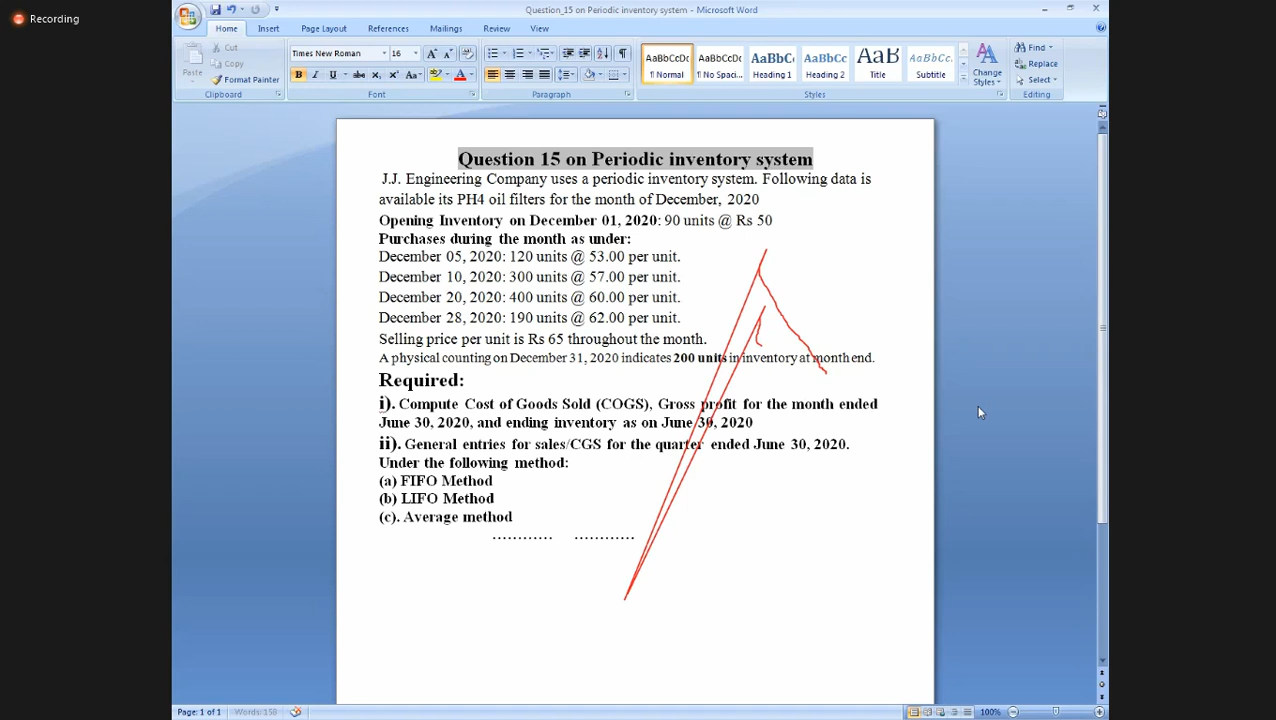 Recording
Question_15 on Periodic inventory system - Microsoft Word
Home Insert Page Layout References Mailings Review View
Paste
Cut
Copy
Format Painter
Times New Roman 16
AaBbCcDc AaBbCcDc AaBbCc AaBbCc AaB AaBbCc.
¶ Normal ¶ No Spaci... Heading 1 Heading 2 Title Subtitle
Change Styles
Find
Replace
Select
Clipboard Font Paragraph Styles Editing
Question 15 on Periodic inventory system
J.J. Engineering Company uses a periodic inventory system. Following data is
available its PH4 oil filters for the month of December, 2020
Opening Inventory on December 01, 2020: 90 units @ Rs 50
Purchases during the month as under:
December 05, 2020: 120 units @ 53.00 per unit.
December 10, 2020: 300 units @ 57.00 per unit.
December 20, 2020: 400 units @ 60.00 per unit.
December 28, 2020: 190 units @ 62.00 per unit.
Selling price per unit is Rs 65 throughout the month.
A physical counting on December 31, 2020 indicates 200 units in inventory at month end.
Required:
i). Compute Cost of Goods Sold (COGS), Gross profit for the month ended
June 30, 2020, and ending inventory as on June 30, 2020
ii). General entries for sales/CGS for the quarter ended June 30, 2020.
Under the following method:
(a) FIFO Method
(b) LIFO Method
(c). Average method
............ ............
Page: 1 of 1 Words: 158 100%